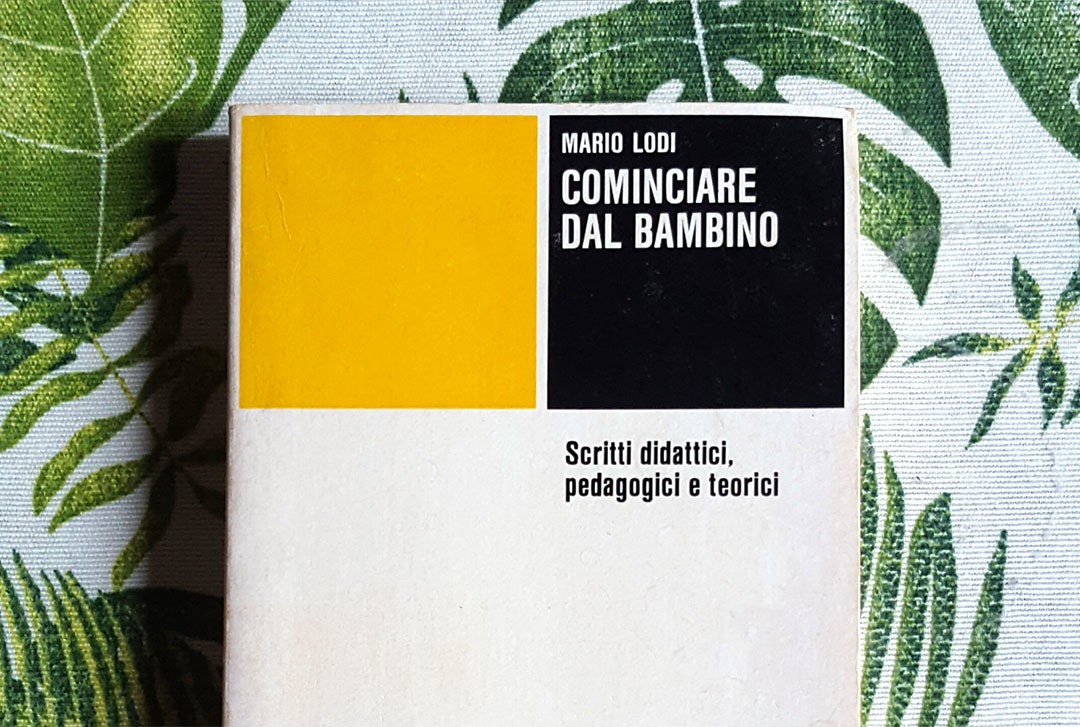 MARIO LODI
COMINCIARE
DAL BAMBINO
Scritti didattici,
pedagogici e teorici